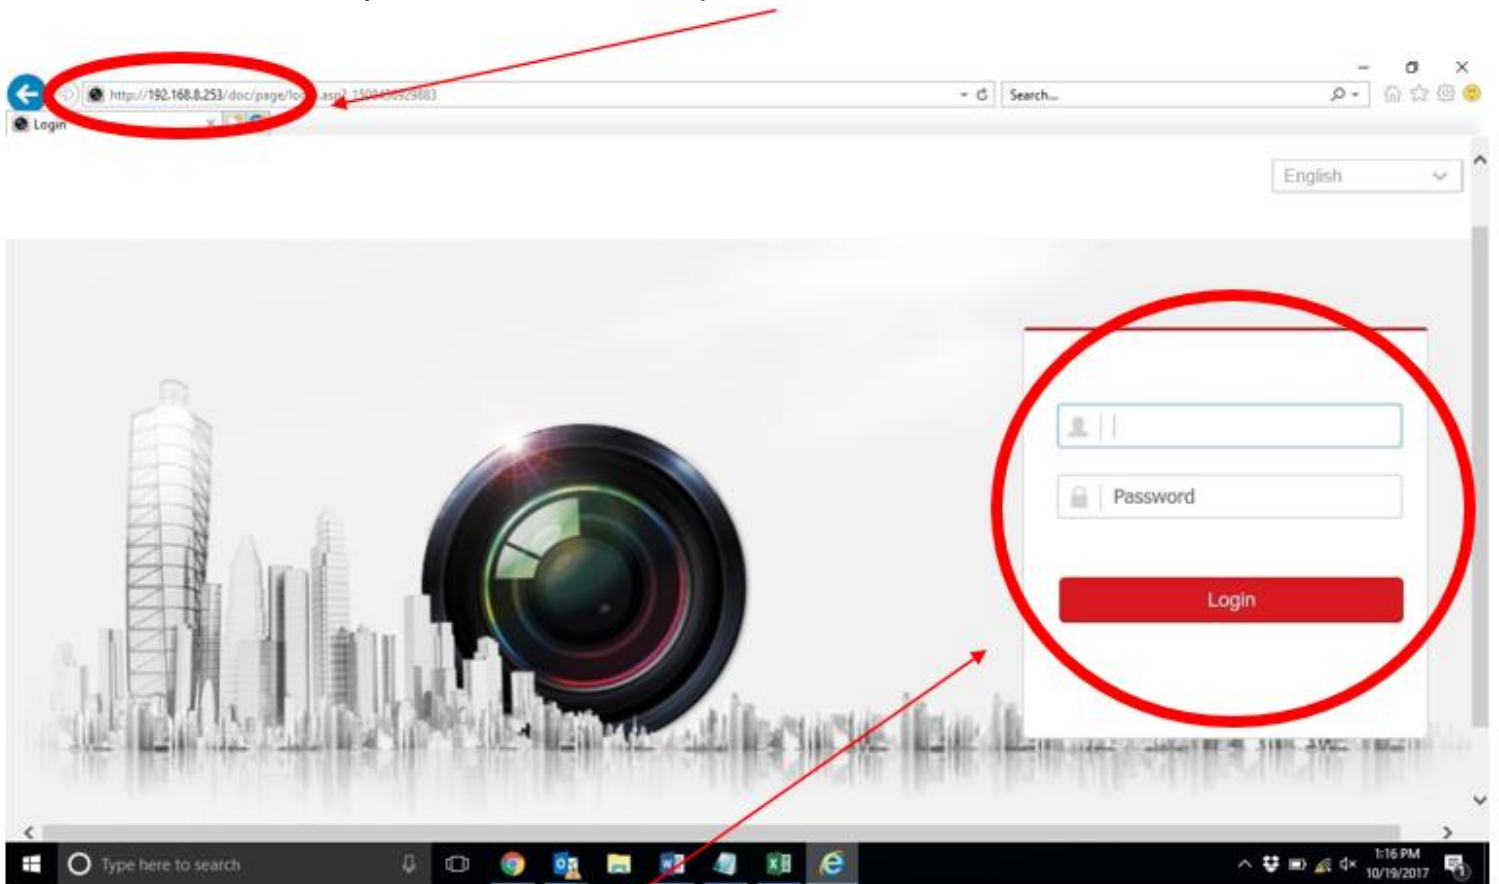 http://192.168.8.253/doc/page/lo
Search...
Login
English
Password
Login
Type here to search
1:16 PM
10/19/2017